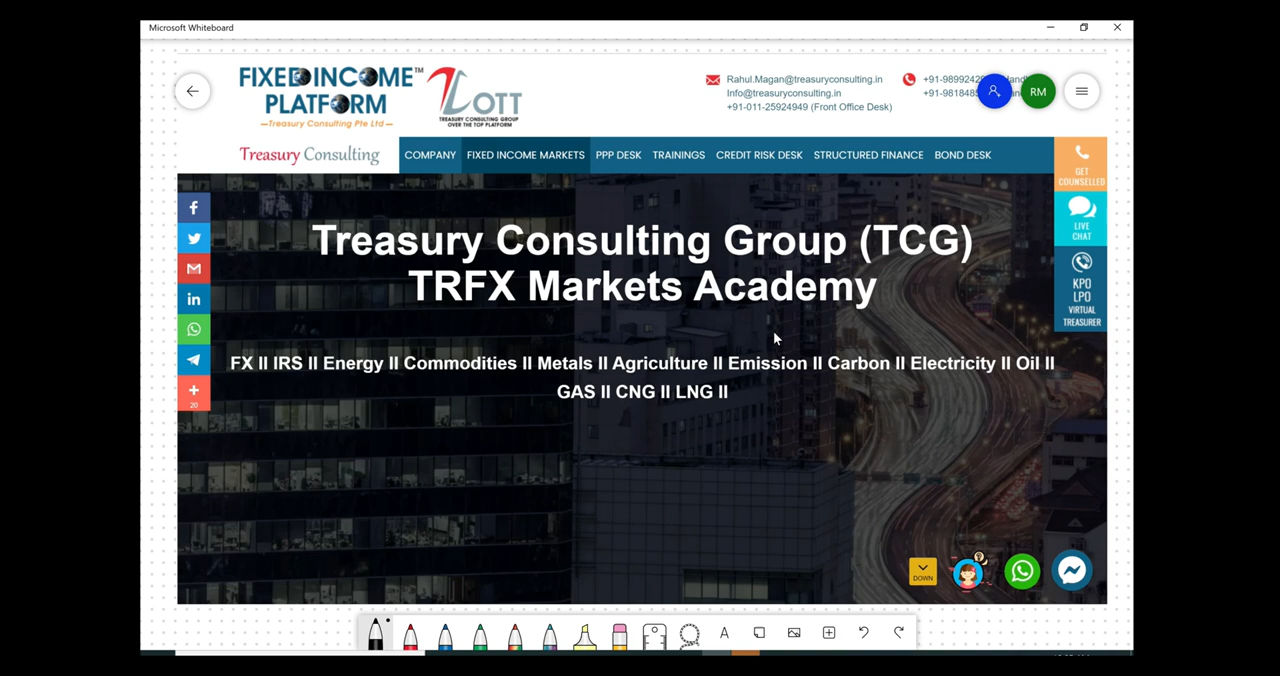 Microsoft Whiteboard
FIXED INCOME™
PLATFORM
—Treasury Consulting Pte Ltd—
OTT
TREASURY CONSULTING GROUP
OVER THE TOP PLATFORM
Rahul.Magan@treasuryconsulting.in
Info@treasuryconsulting.in
+91-011-25924949 (Front Office Desk)
RM
Treasury Consulting
COMPANY FIXED INCOME MARKETS PPP DESK TRAININGS CREDIT RISK DESK STRUCTURED FINANCE BOND DESK
GET
COUNSELLED
LIVE
CHAT
KPO
LPO
VIRTUAL
TREASURER
Treasury Consulting Group (TCG)
TRFX Markets Academy
FX II IRS II Energy II Commodities II Metals II Agriculture II Emission II Carbon II Electricity II Oil II
GAS II CNG II LNG II
20
DOWN